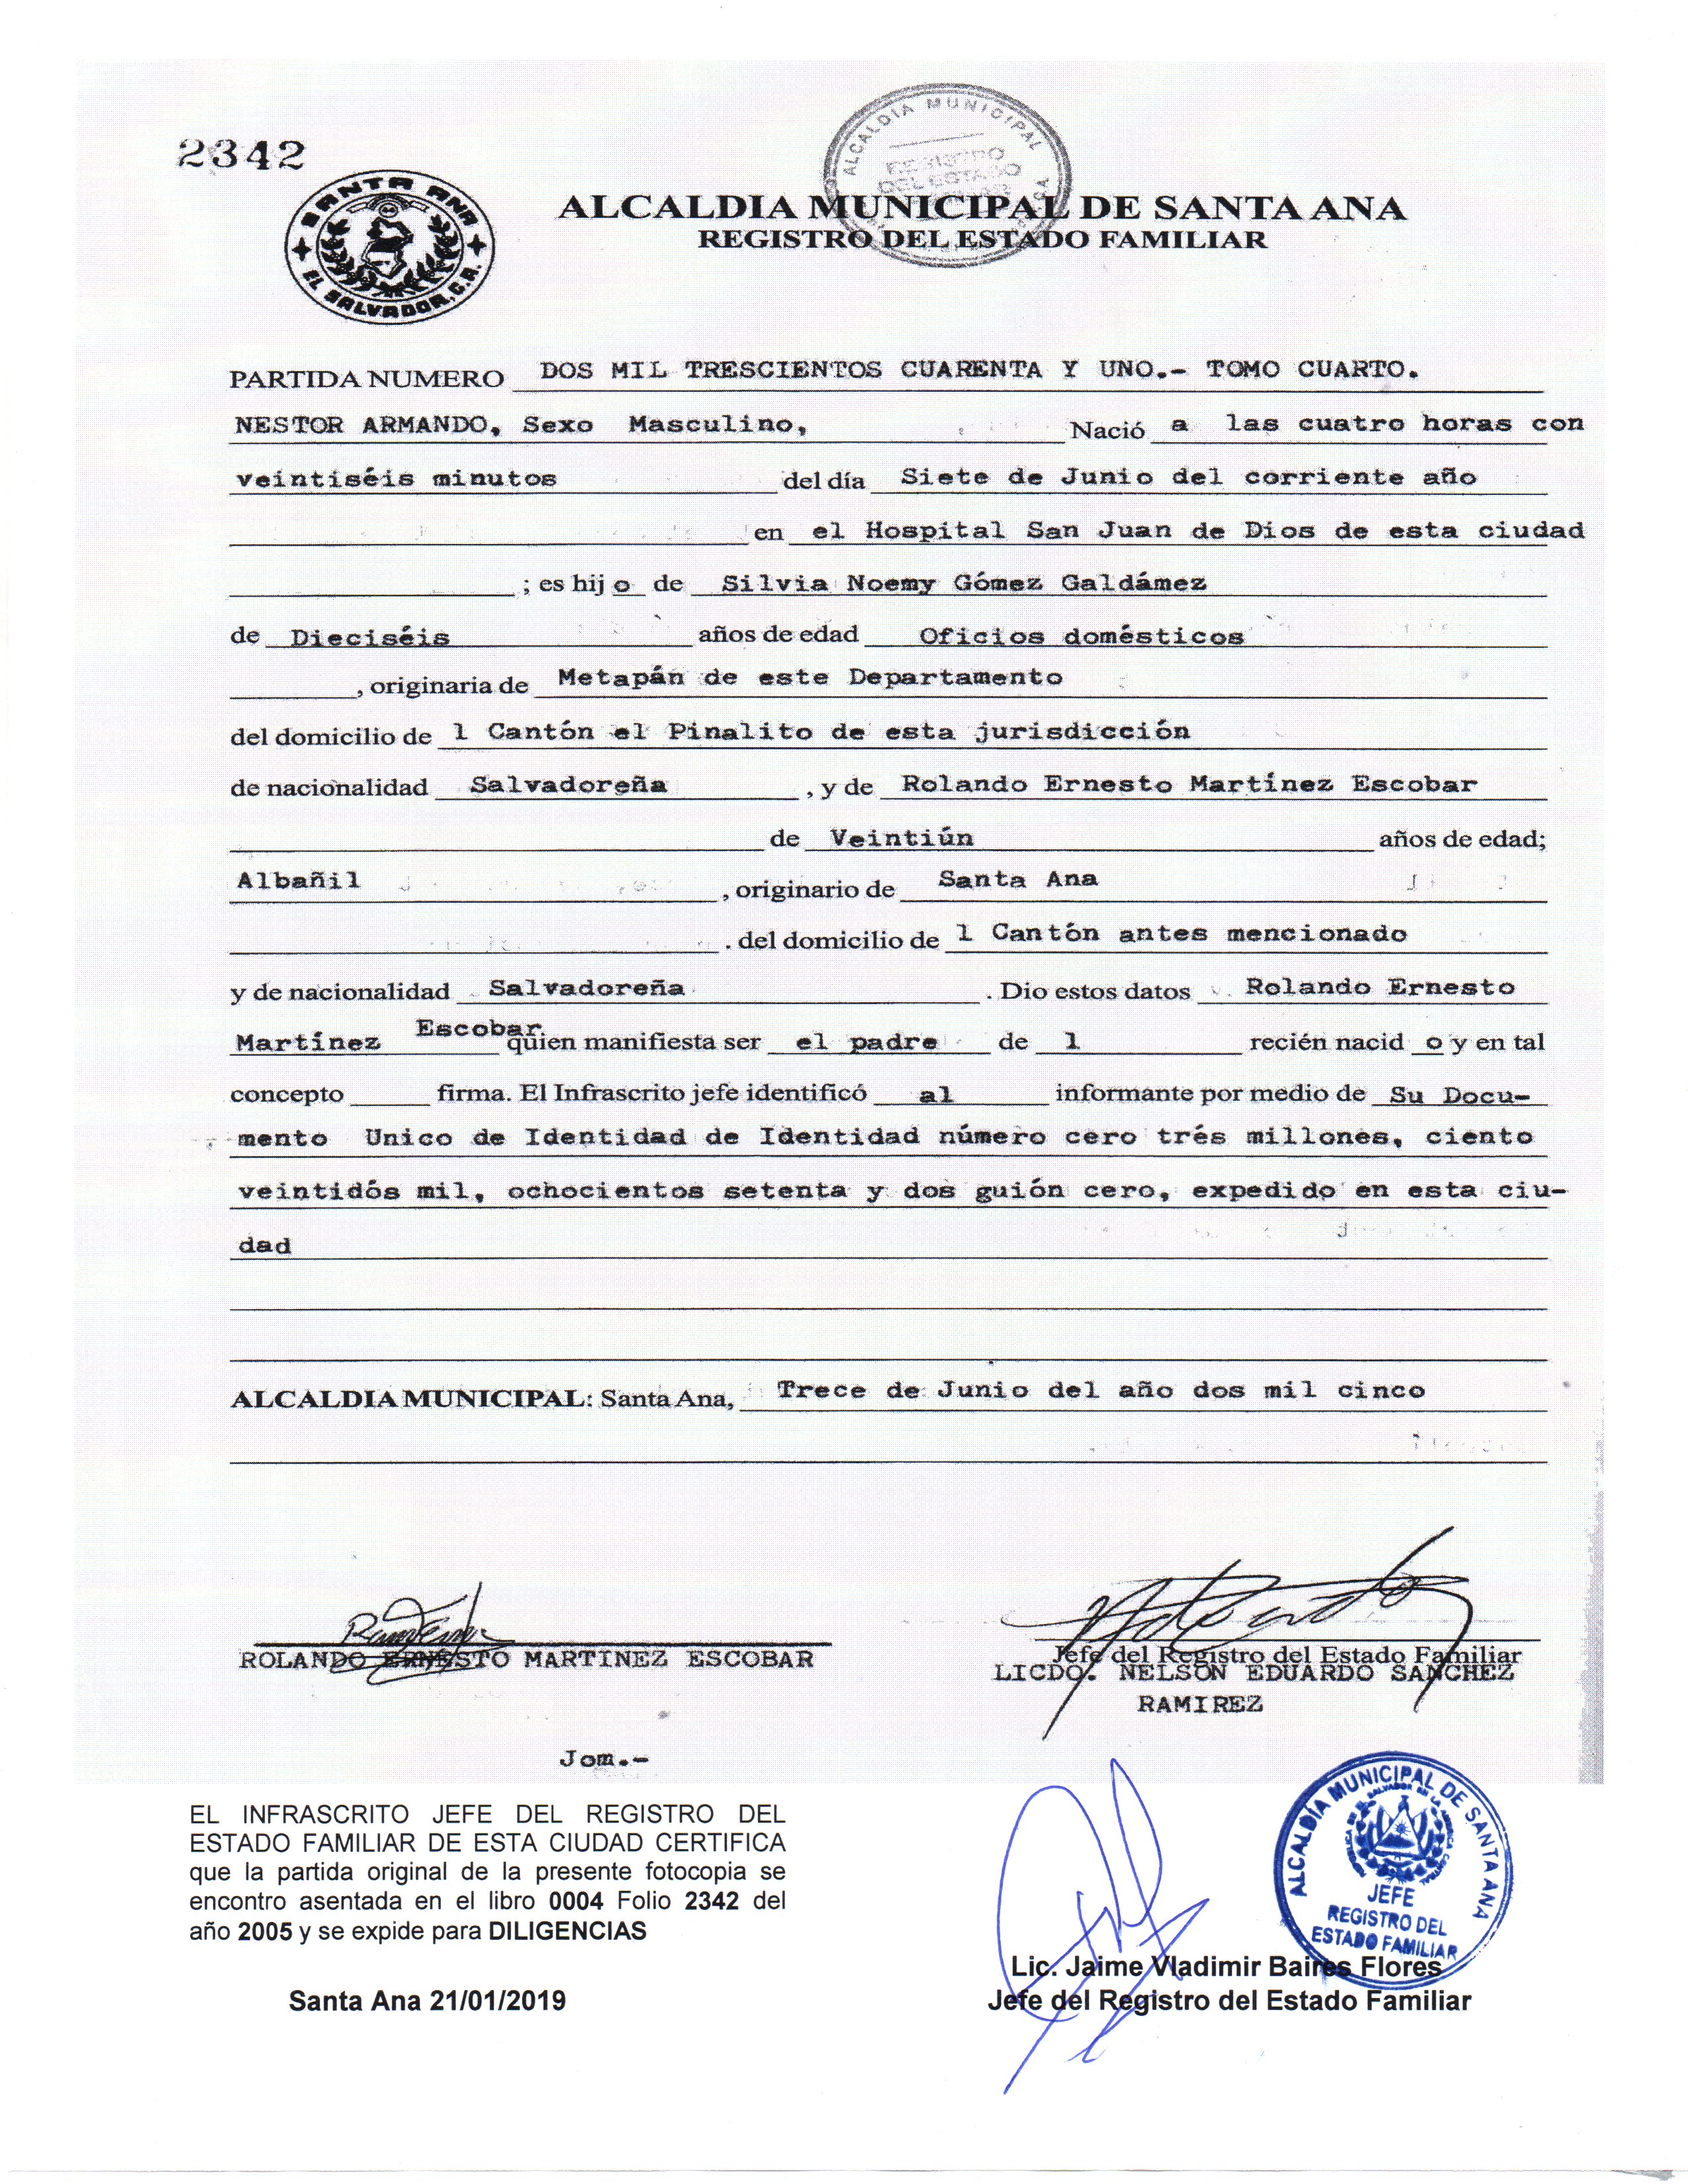 2342
ALCALDIA MUNICIPAL
REGISTRO
DEL ESTADO
SANTA ANA
EL SALVADOR, C.A.
ALCALDIA MUNICIPAL DE SANTA ANA
REGISTRO DEL ESTADO FAMILIAR
PARTIDA NUMERO DOS MIL TRESCIENTOS CUARENTA Y UNO.- TOMO CUARTO.
NESTOR ARMANDO, Sexo Masculino, Nació a las cuatro horas con
veintiséis minutos del día Siete de Junio del corriente año
en el Hospital San Juan de Dios de esta ciudad
; es hij o de Silvia Noemy Gómez Galdámez
de Dieciséis años de edad Oficios domésticos
, originaria de Metapán de este Departamento
del domicilio de l Cantón el Pinalito de esta jurisdicción
de nacionalidad Salvadoreña , y de Rolando Ernesto Martínez Escobar
de Veintiún años de edad;
Albañil , originario de Santa Ana
. del domicilio de l Cantón antes mencionado
y de nacionalidad Salvadoreña . Dio estos datos Rolando Ernesto
Martínez Escobar. quien manifiesta ser el padre de l recién nacid o y en tal
concepto firma. El Infrascrito jefe identificó al informante por medio de Su Docu-
mento Unico de Identidad de Identidad número cero trés millones, ciento
veintidós mil, ochocientos setenta y dos guión cero, expedido en esta ciu-
dad
ALCALDIA MUNICIPAL: Santa Ana, Trece de Junio del año dos mil cinco
ROLANDO ERNESTO MARTINEZ ESCOBAR
Jefe del Registro del Estado Familiar
LICDO. NELSON EDUARDO SANCHEZ
RAMIREZ
Jom.-
EL INFRASCRITO JEFE DEL REGISTRO DEL
ESTADO FAMILIAR DE ESTA CIUDAD CERTIFICA
que la partida original de la presente fotocopia se
encontro asentada en el libro 0004 Folio 2342 del
año 2005 y se expide para DILIGENCIAS
Santa Ana 21/01/2019
ALCALDÍA MUNICIPAL DE SANTA ANA
JEFE
REGISTRO DEL
ESTADO FAMILIAR
Lic. Jaime Vladimir Baires Flores
Jefe del Registro del Estado Familiar